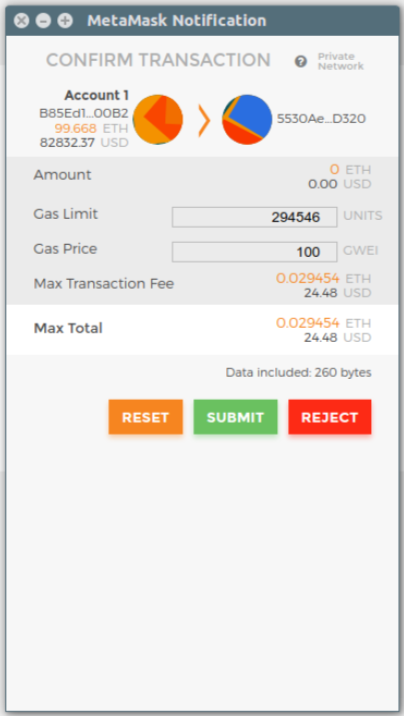 MetaMask Notification
CONFIRM TRANSACTION ? Private Network
Account 1
B85Ed1...00B2
99.668 ETH
82832.37 USD
5530Ae...D320
Amount 0 ETH
0.00 USD
Gas Limit 294546 UNITS
Gas Price 100 GWEI
Max Transaction Fee 0.029454 ETH
24.48 USD
Max Total 0.029454 ETH
24.48 USD
Data included: 260 bytes
RESET SUBMIT REJECT